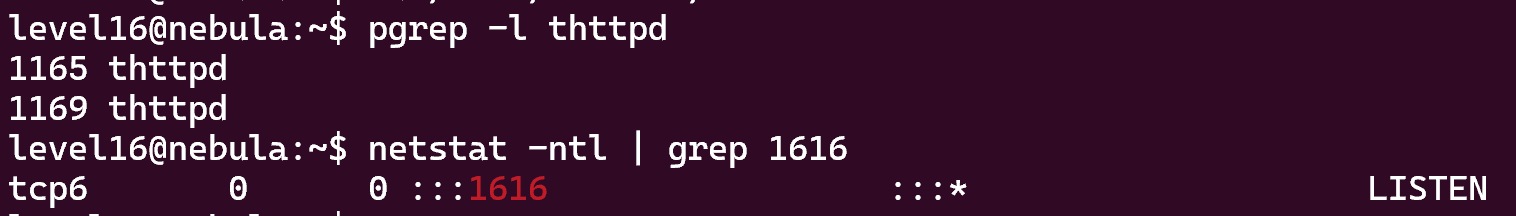 level16@nebula:~$ pgrep -l thttpd
1165 thttpd
1169 thttpd
level16@nebula:~$ netstat -ntl | grep 1616
tcp6       0      0 :::1616                 :::*                    LISTEN